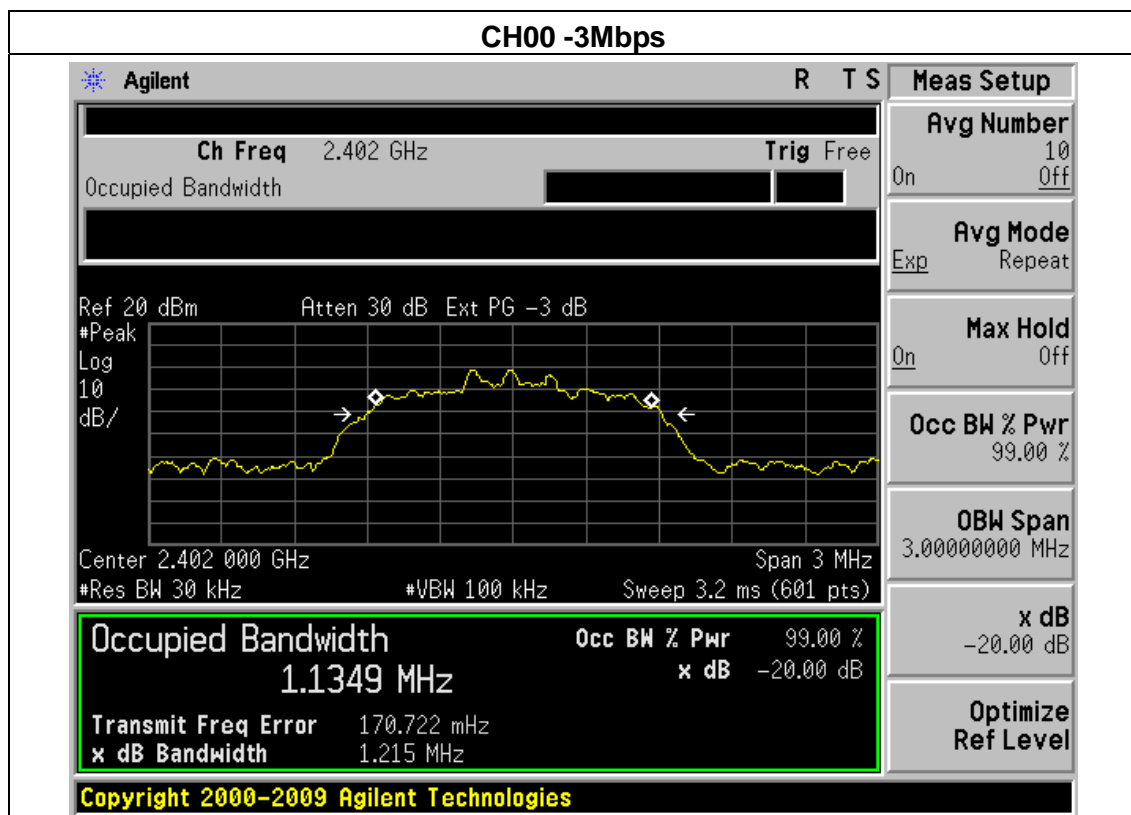 CH00 -3Mbps
Agilent R T S
Ch Freq 2.402 GHz Trig Free
Occupied Bandwidth
Ref 20 dBm Atten 30 dB Ext PG -3 dB
#Peak
Log
10
dB/
Center 2.402 000 GHz Span 3 MHz
#Res BW 30 kHz #VBW 100 kHz Sweep 3.2 ms (601 pts)
Occupied Bandwidth Occ BW % Pwr 99.00 %
1.1349 MHz x dB -20.00 dB
Transmit Freq Error 170.722 mHz
x dB Bandwidth 1.215 MHz
Copyright 2000-2009 Agilent Technologies
Meas Setup
Avg Number
10
On Off
Avg Mode
Exp Repeat
Max Hold
On Off
Occ BW % Pwr
99.00 %
OBW Span
3.00000000 MHz
x dB
-20.00 dB
Optimize
Ref Level